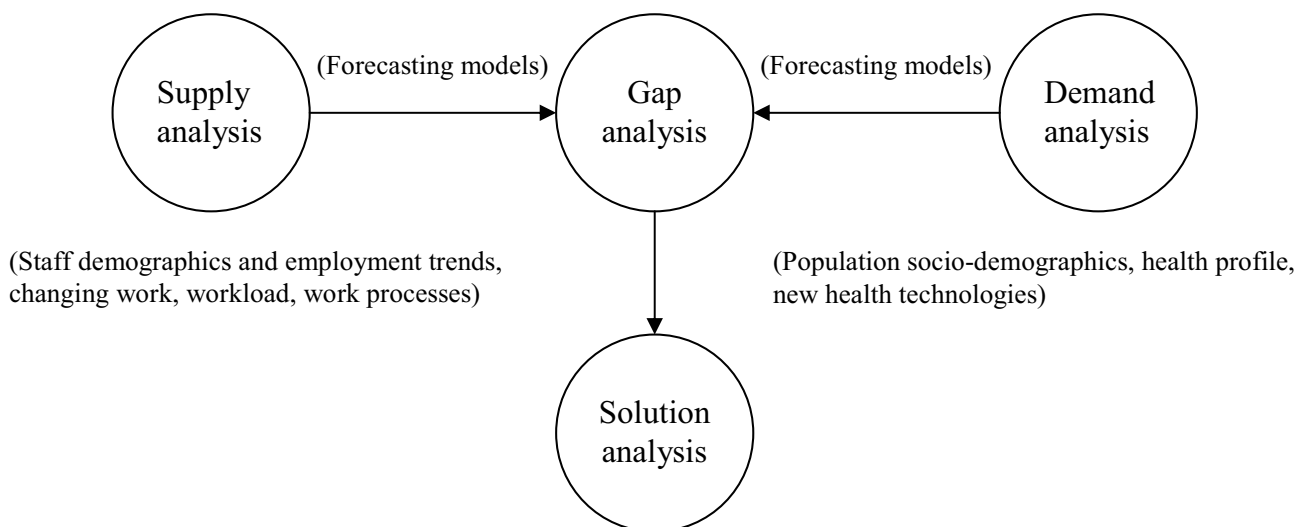 (Forecasting models)
(Forecasting models)
Supply
analysis
Gap
analysis
Demand
analysis
(Staff demographics and employment trends,
changing work, workload, work processes)
(Population socio-demographics, health profile,
new health technologies)
Solution
analysis